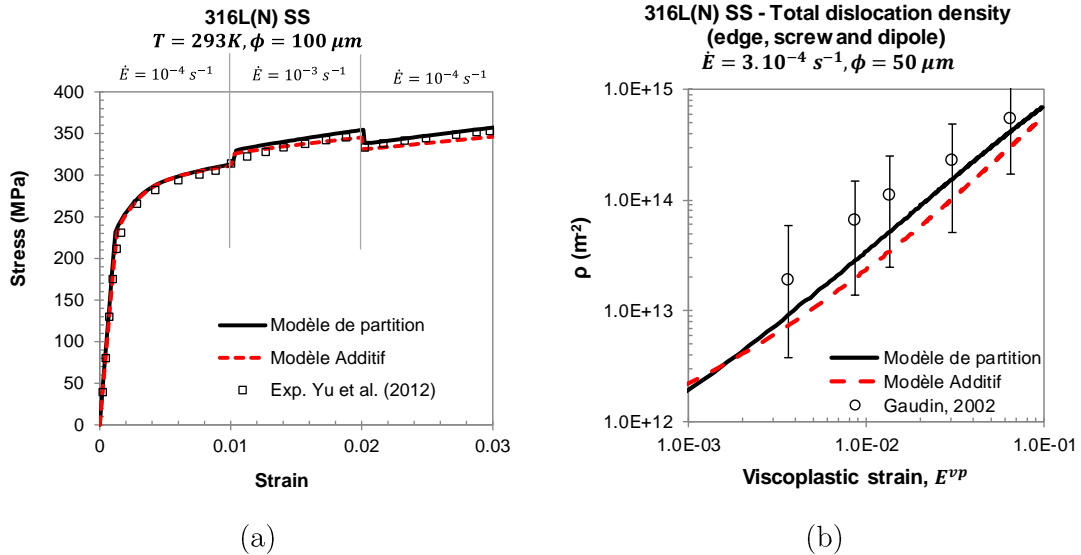 316L(N) SS
T = 293K, ϕ = 100 μm
Ė = 10⁻⁴ s⁻¹
Ė = 10⁻³ s⁻¹
Ė = 10⁻⁴ s⁻¹
400
350
300
250
200
150
100
50
0
Stress (MPa)
Modèle de partition
Modèle Additif
Exp. Yu et al. (2012)
0
0.01
0.02
0.03
Strain
(a)
316L(N) SS - Total dislocation density
(edge, screw and dipole)
Ė = 3.10⁻⁴ s⁻¹, ϕ = 50 μm
1.0E+15
1.0E+14
1.0E+13
1.0E+12
ρ (m⁻²)
Modèle de partition
Modèle Additif
Gaudin, 2002
1.0E-03
1.0E-02
1.0E-01
Viscoplastic strain, Eᵛᵖ
(b)